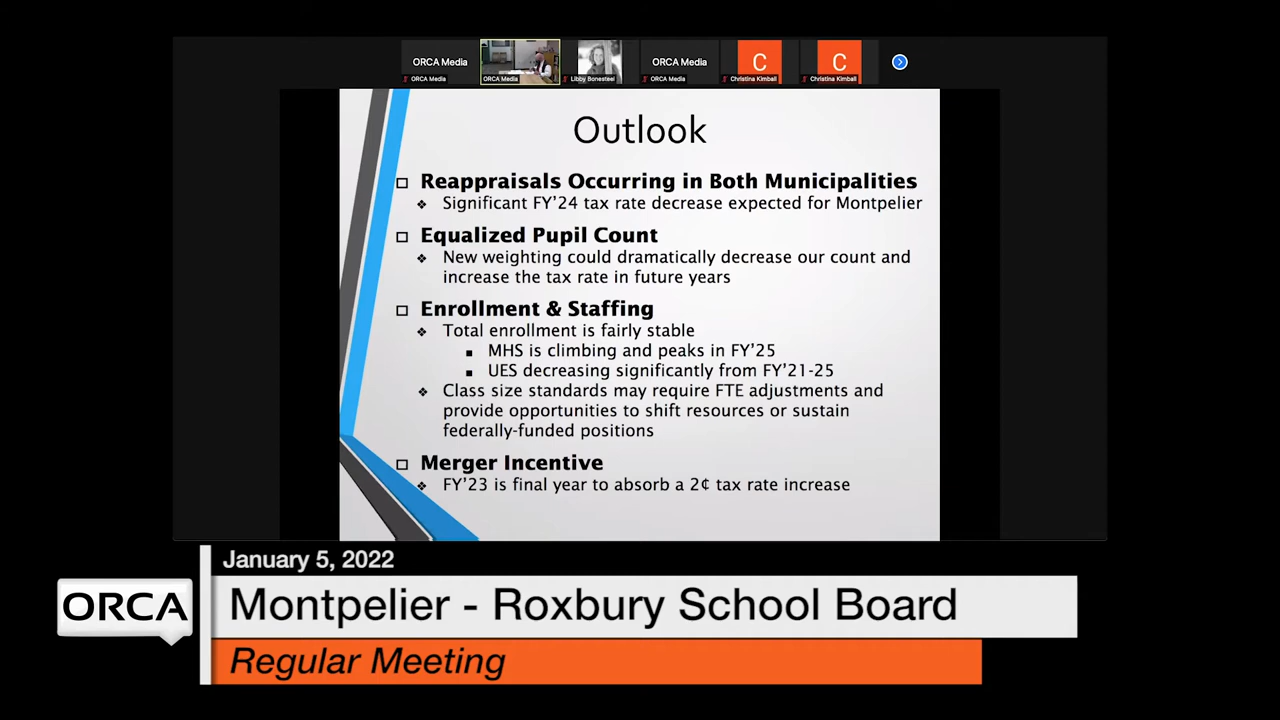 ORCA Media
ORCA Media
C
C
ORCA Media
ORCA Media
Libby Bonesteel
ORCA Media
Christina Kimball
Christina Kimball
Outlook
Reappraisals Occurring in Both Municipalities
Significant FY'24 tax rate decrease expected for Montpelier
Equalized Pupil Count
New weighting could dramatically decrease our count and
increase the tax rate in future years
Enrollment & Staffing
Total enrollment is fairly stable
MHS is climbing and peaks in FY'25
UES decreasing significantly from FY'21-25
Class size standards may require FTE adjustments and
provide opportunities to shift resources or sustain
federally-funded positions
Merger Incentive
FY'23 is final year to absorb a 2¢ tax rate increase
January 5, 2022
ORCA
Montpelier - Roxbury School Board
Regular Meeting